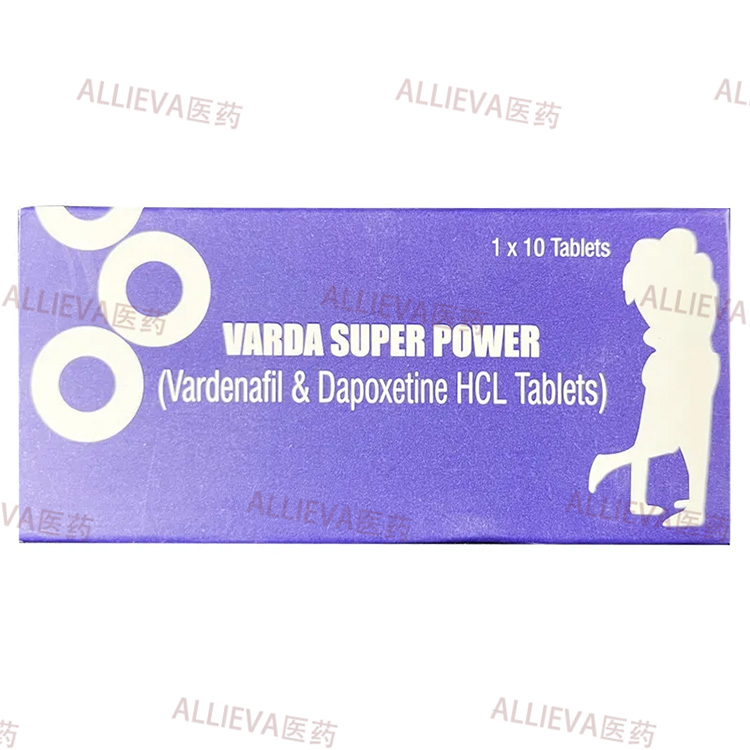 ALLIEVA医药
ALLIEVA医药
AL
1 x 10 Tablets
ALLIEVA医药
ALLIEVA医药
ALLIEVA医
VARDA SUPER POWER
(Vardenafil & Dapoxetine HCL Tablets)
VA医药
ALLIEVA医药
ALLIEVA医药
药
ALLIEVA医药
ALLIEVA医药